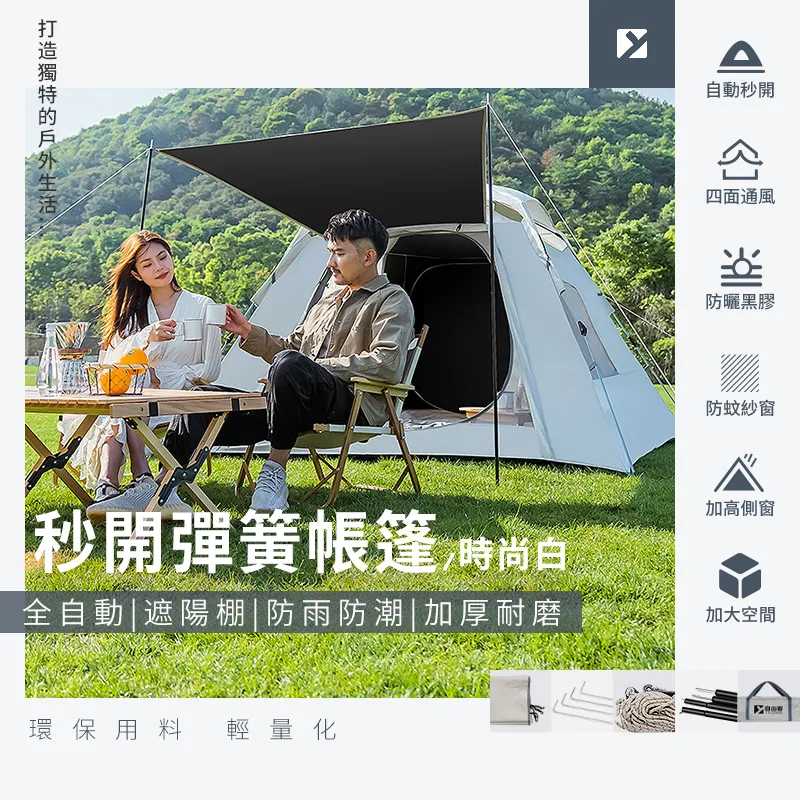 打造獨特的戶外生活..
自動秒開
四面通風
防曬黑膠
防蚊紗窗
加高側窗
加大空間
秒開彈簧帳篷/時尚白
全自動|遮陽棚|防雨防潮|加厚耐磨
環保用料 輕量化